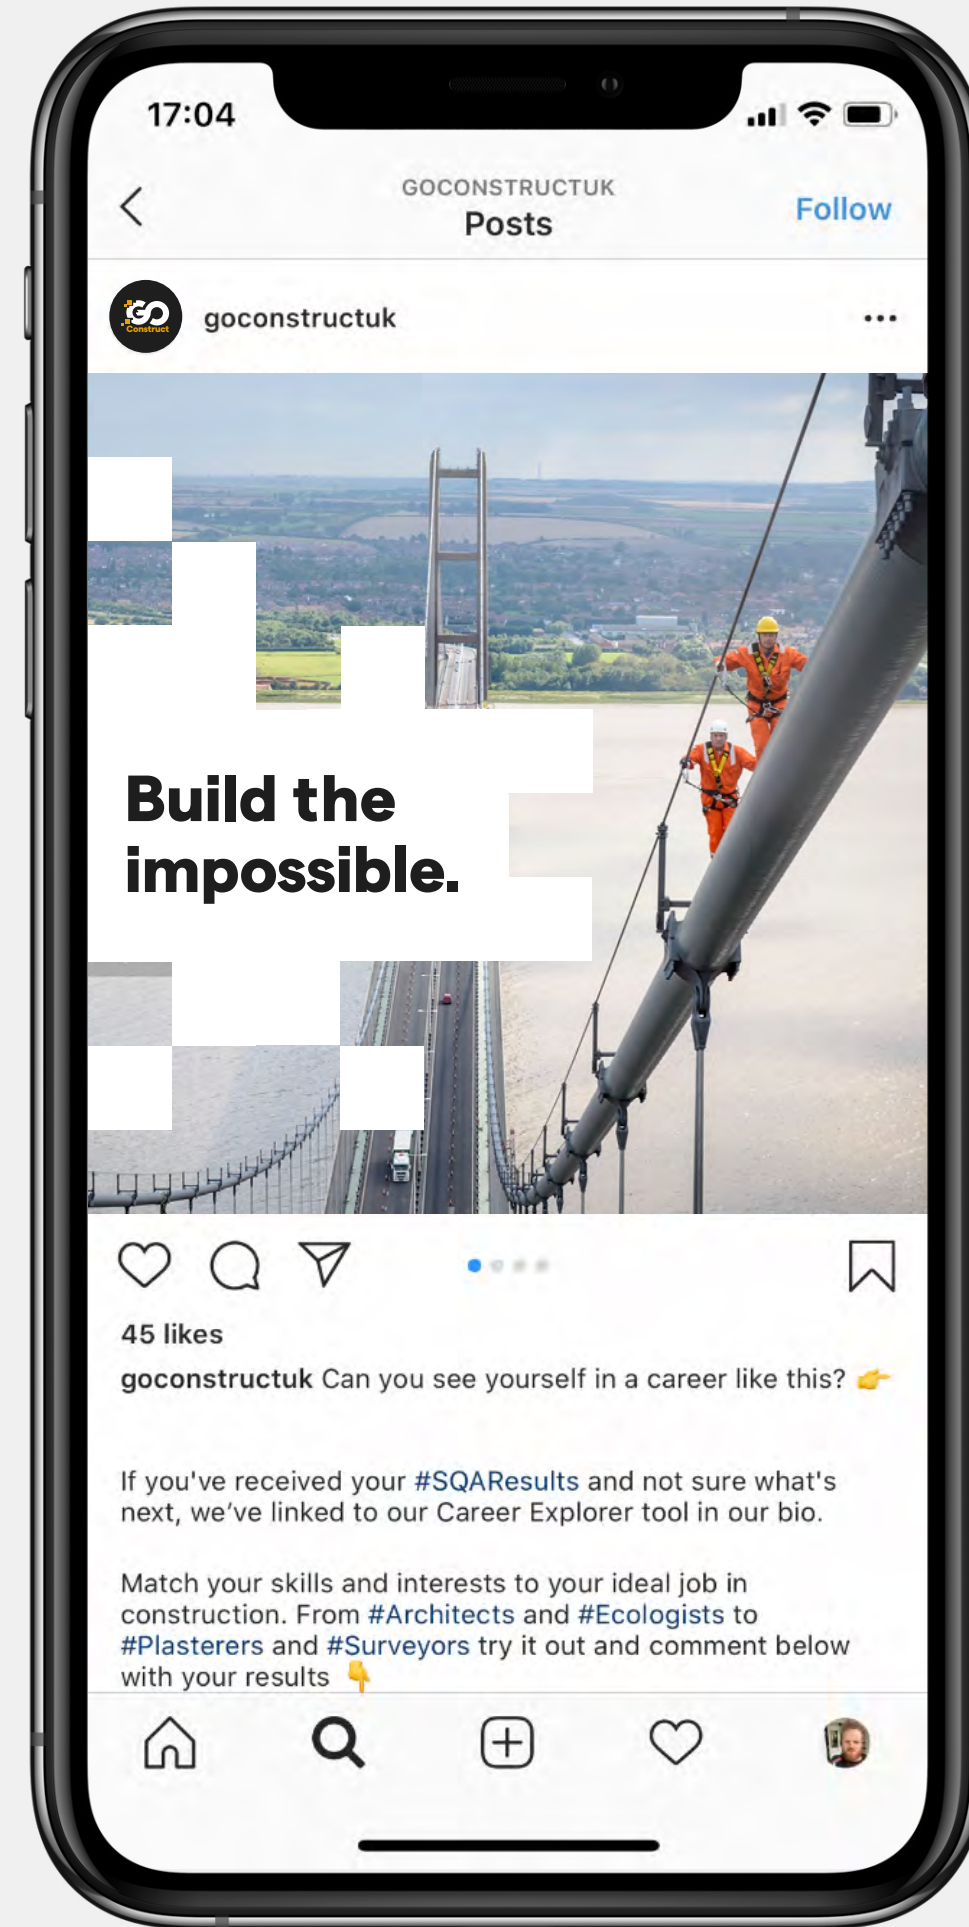 17:04
GOCONSTRUCTUK
Posts
Follow
GO
Construct
goconstructuk
Build the
impossible.
45 likes
goconstructuk Can you see yourself in a career like this? 👉
If you've received your #SQAResults and not sure what's
next, we’ve linked to our Career Explorer tool in our bio.
Match your skills and interests to your ideal job in
construction. From #Architects and #Ecologists to
#Plasterers and #Surveyors try it out and comment below
with your results 👇